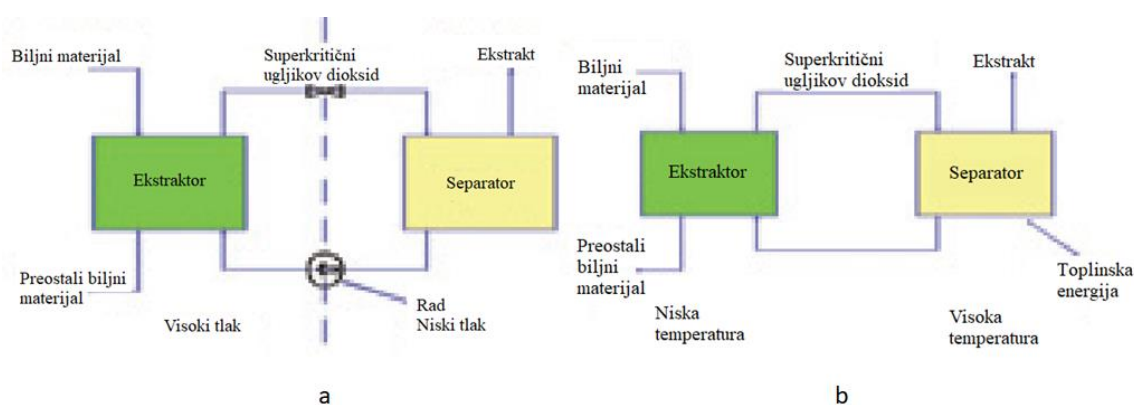 Biljni materijal
Superkritični
ugljikov dioksid
Ekstrakt
Ekstraktor
Separator
Preostali biljni
materijal
Visoki tlak
Rad
Niski tlak
a
Biljni
materijal
Superkritični
ugljikov dioksid
Ekstrakt
Ekstraktor
Separator
Preostali
biljni
materijal
Toplinska
energija
Niska
temperatura
Visoka
temperatura
b